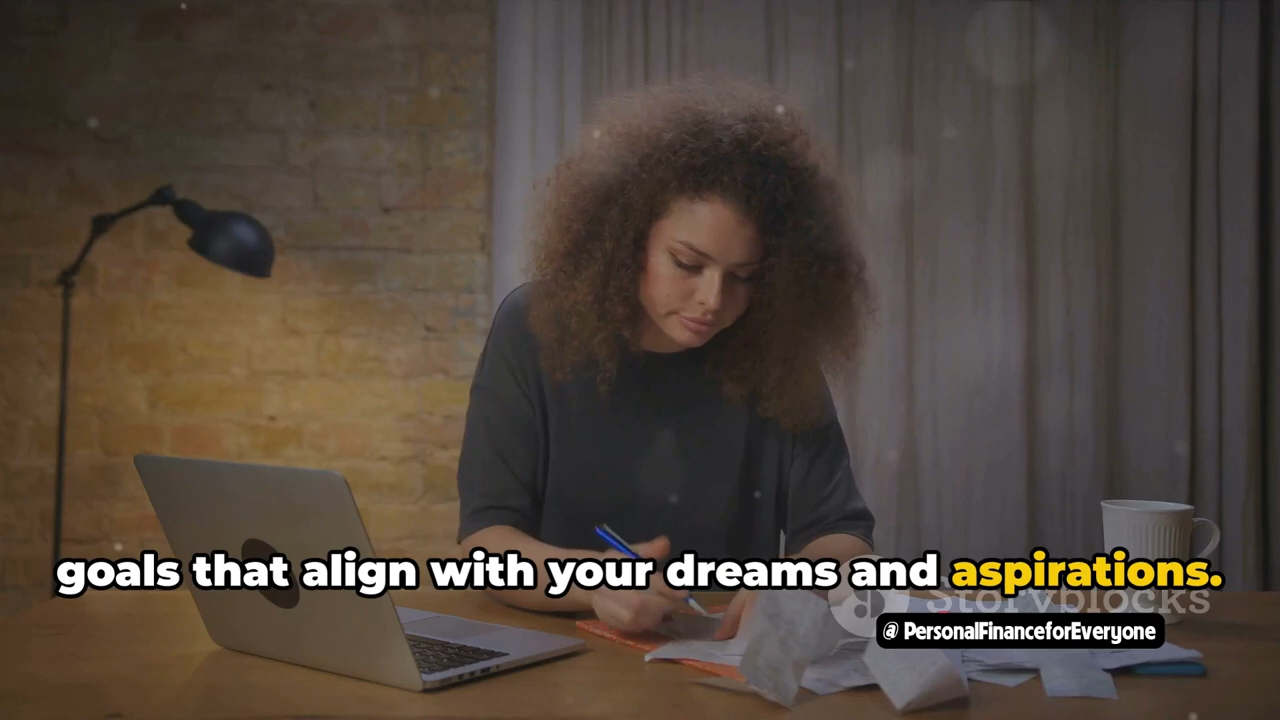 goals that align with your dreams and aspirations.
Storyblocks
@ PersonalFinanceforEveryone